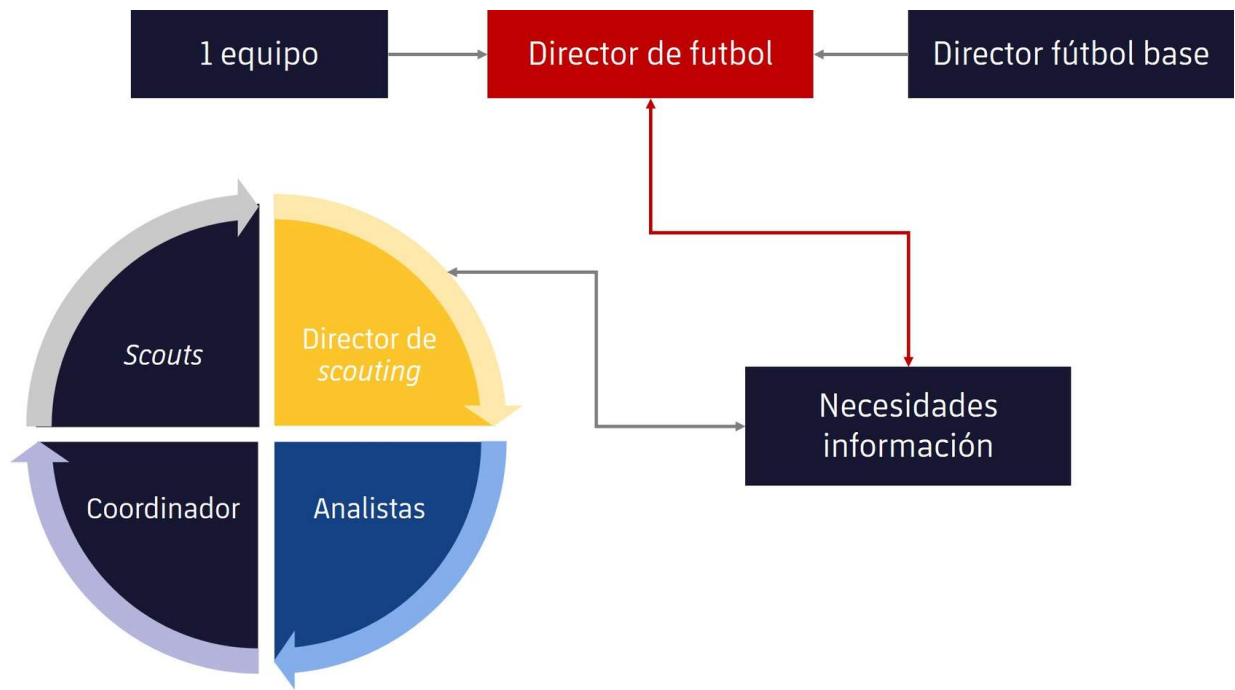 1 equipo
Director de futbol
Director fútbol base
Scouts
Director de
scouting
Necesidades
información
Coordinador
Analistas